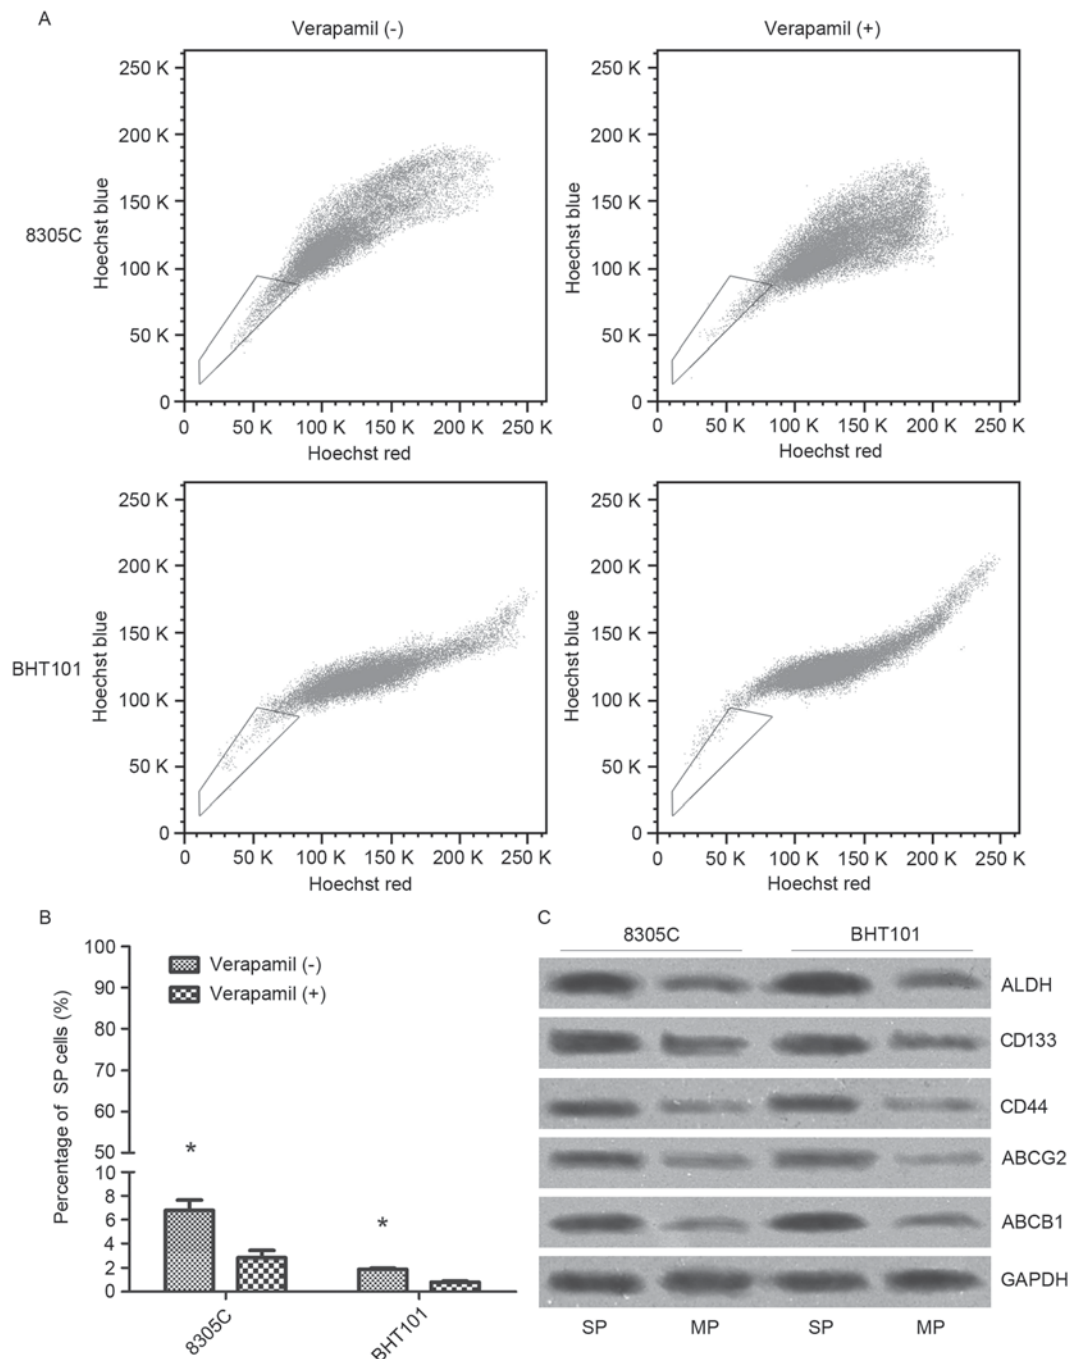 A
Verapamil (-)
Verapamil (+)
8305C
Hoechst blue
250 K
200 K
150 K
100 K
50 K
0
0 50 K 100 K 150 K 200 K 250 K
Hoechst red
Hoechst blue
250 K
200 K
150 K
100 K
50 K
0
0 50 K 100 K 150 K 200 K 250 K
Hoechst red
BHT101
Hoechst blue
250 K
200 K
150 K
100 K
50 K
0
0 50 K 100 K 150 K 200 K 250 K
Hoechst red
Hoechst blue
250 K
200 K
150 K
100 K
50 K
0
0 50 K 100 K 150 K 200 K 250 K
Hoechst red
B
Percentage of SP cells (%)
100
90
80
70
60
50
10
8
6
4
2
0
Verapamil (-)
Verapamil (+)
*
*
8305C
BHT101
C
8305C BHT101
ALDH
CD133
CD44
ABCG2
ABCB1
GAPDH
SP MP SP MP